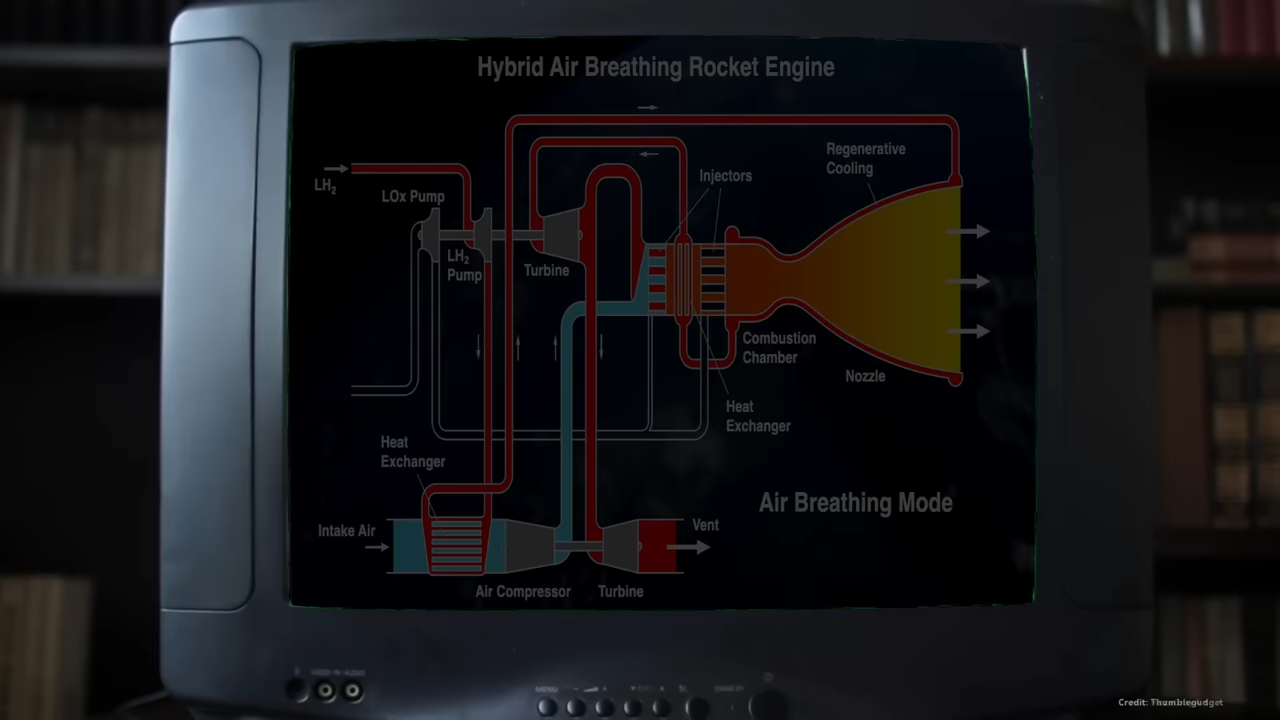 Hybrid Air Breathing Rocket Engine
Regenerative
Cooling
Injectors
LH₂
LOx Pump
LH₂
Pump
Turbine
Combustion
Chamber
Nozzle
Heat
Exchanger
Heat
Exchanger
Air Breathing Mode
Intake Air
Vent
Air Compressor
Turbine
MENU
Credit: Thumblegudget